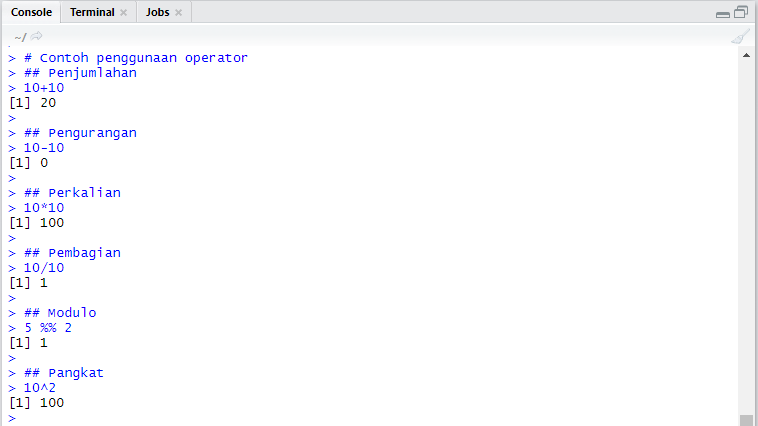 Console Terminal × Jobs ×
~/
> # Contoh penggunaan operator
> ## Penjumlahan
> 10+10
[1] 20
>
> ## Pengurangan
> 10-10
[1] 0
>
> ## Perkalian
> 10*10
[1] 100
>
> ## Pembagian
> 10/10
[1] 1
>
> ## Modulo
> 5 %% 2
[1] 1
>
> ## Pangkat
> 10^2
[1] 100
>